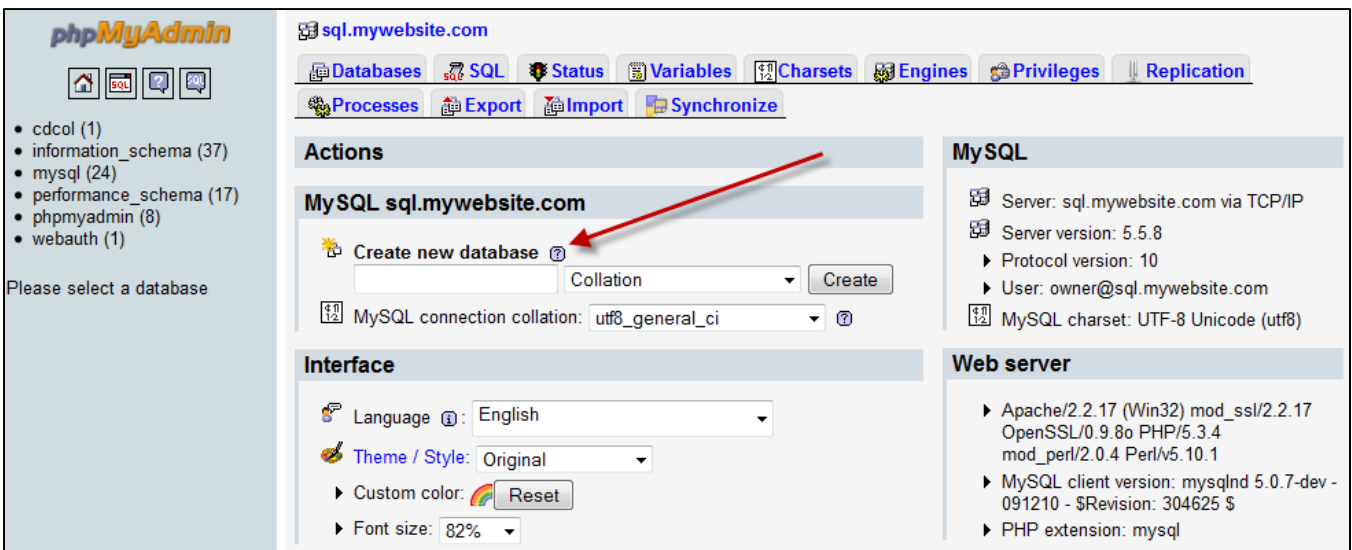 phpMyAdmin
SQL
SQL
cdcol (1)
information_schema (37)
mysql (24)
performance_schema (17)
phpmyadmin (8)
webauth (1)
Please select a database
sql.mywebsite.com
Databases SQL Status Variables Charsets Engines Privileges Replication
Processes Export Import Synchronize
Actions
MySQL sql.mywebsite.com
Create new database
Collation Create
MySQL connection collation: utf8_general_ci
Interface
Language : English
Theme / Style: Original
Custom color: Reset
Font size: 82%
MySQL
Server: sql.mywebsite.com via TCP/IP
Server version: 5.5.8
Protocol version: 10
User: owner@sql.mywebsite.com
MySQL charset: UTF-8 Unicode (utf8)
Web server
Apache/2.2.17 (Win32) mod_ssl/2.2.17
OpenSSL/0.9.8o PHP/5.3.4
mod_perl/2.0.4 Perl/v5.10.1
MySQL client version: mysqlnd 5.0.7-dev -
091210 - $Revision: 304625 $
PHP extension: mysql